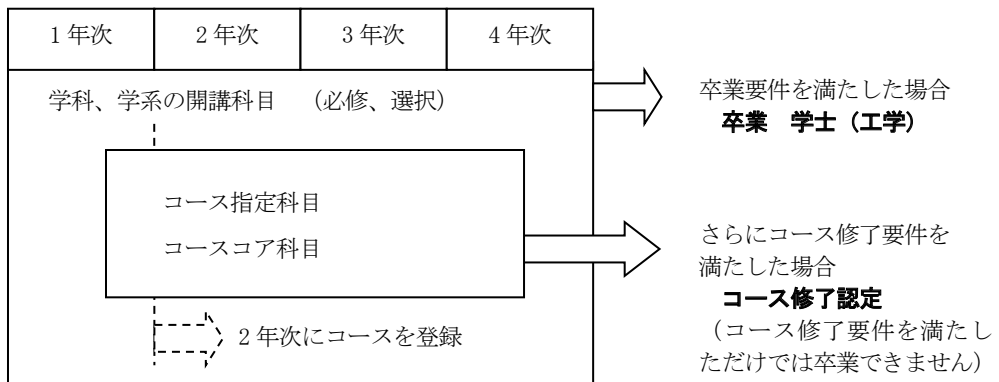 1年次 2年次 3年次 4年次
学科、学系の開講科目 （必修、選択）
コース指定科目
コースコア科目
2年次にコースを登録
卒業要件を満たした場合
卒業 学士（工学）
さらにコース修了要件を
満たした場合
コース修了認定
（コース修了要件を満たし
ただけでは卒業できません）